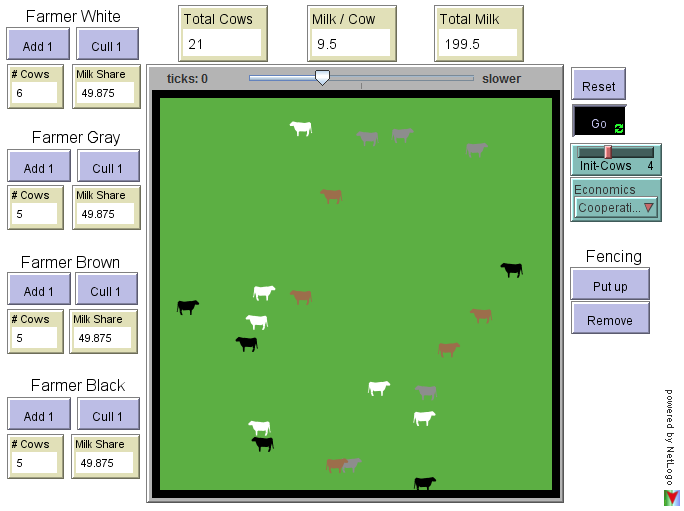 Farmer White
Add 1
Cull 1
# Cows
6
Milk Share
49.875
Farmer Gray
Add 1
Cull 1
# Cows
5
Milk Share
49.875
Farmer Brown
Add 1
Cull 1
# Cows
5
Milk Share
49.875
Farmer Black
Add 1
Cull 1
# Cows
5
Milk Share
49.875
Total Cows
21
Milk / Cow
9.5
Total Milk
199.5
ticks: 0
slower
Reset
Go
Init-Cows 4
Economics
Cooperati...
Fencing
Put up
Remove
powered by NetLogo